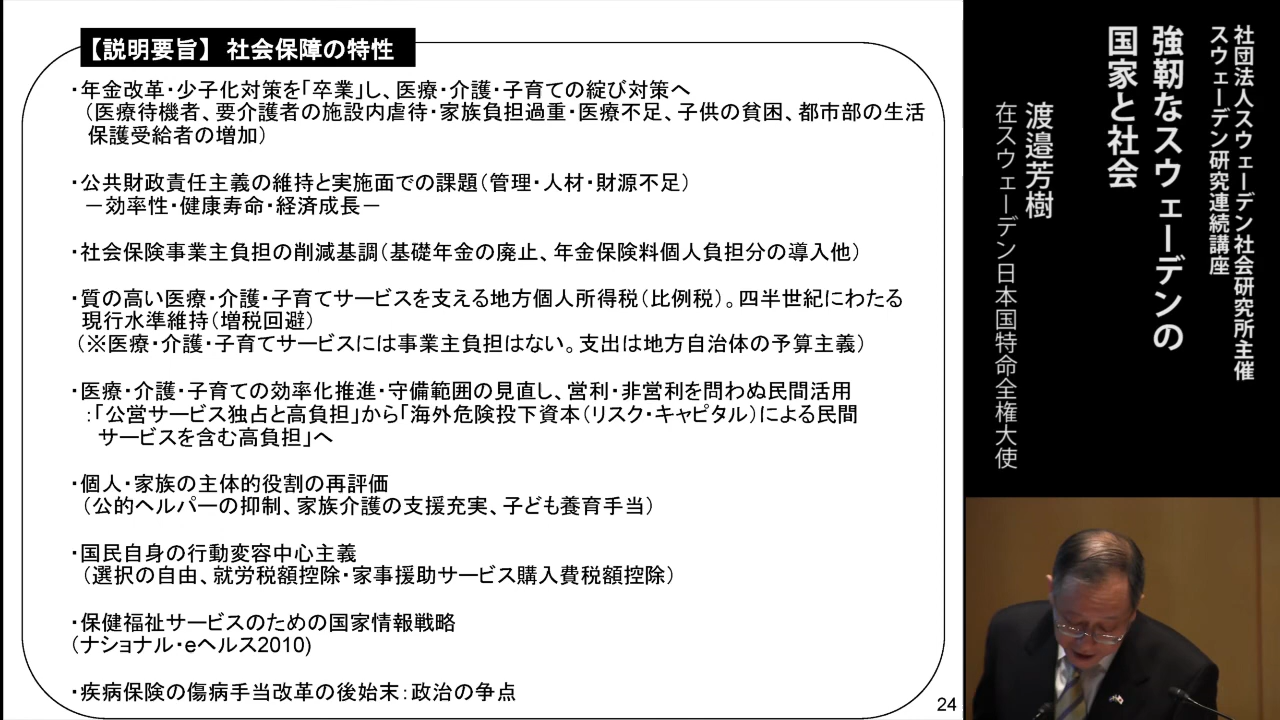 【説明要旨】 社会保障の特性
・年金改革・少子化対策を「卒業」し、医療・介護・子育ての綻び対策へ
（医療待機者、要介護者の施設内虐待・家族負担過重・医療不足、子供の貧困、都市部の生活
保護受給者の増加）
・公共財政責任主義の維持と実施面での課題（管理・人材・財源不足）
－効率性・健康寿命・経済成長－
・社会保険事業主負担の削減基調（基礎年金の廃止、年金保険料個人負担分の導入他）
・質の高い医療・介護・子育てサービスを支える地方個人所得税（比例税）。四半世紀にわたる
現行水準維持（増税回避）
（※医療・介護・子育てサービスには事業主負担はない。支出は地方自治体の予算主義）
・医療・介護・子育ての効率化推進・守備範囲の見直し、営利・非営利を問わぬ民間活用
：「公営サービス独占と高負担」から「海外危険投下資本（リスク・キャピタル）による民間
サービスを含む高負担」へ
・個人・家族の主体的役割の再評価
（公的ヘルパーの抑制、家族介護の支援充実、子ども養育手当）
・国民自身の行動変容中心主義
（選択の自由、就労税額控除・家事援助サービス購入費税額控除）
・保健福祉サービスのための国家情報戦略
(ナショナル・eヘルス2010)
・疾病保険の傷病手当改革の後始末：政治の争点
24
社団法人スウェーデン社会研究所主催
スウェーデン研究連続講座
強靭なスウェーデンの
国家と社会
渡邉芳樹
在スウェーデン日本国特命全権大使